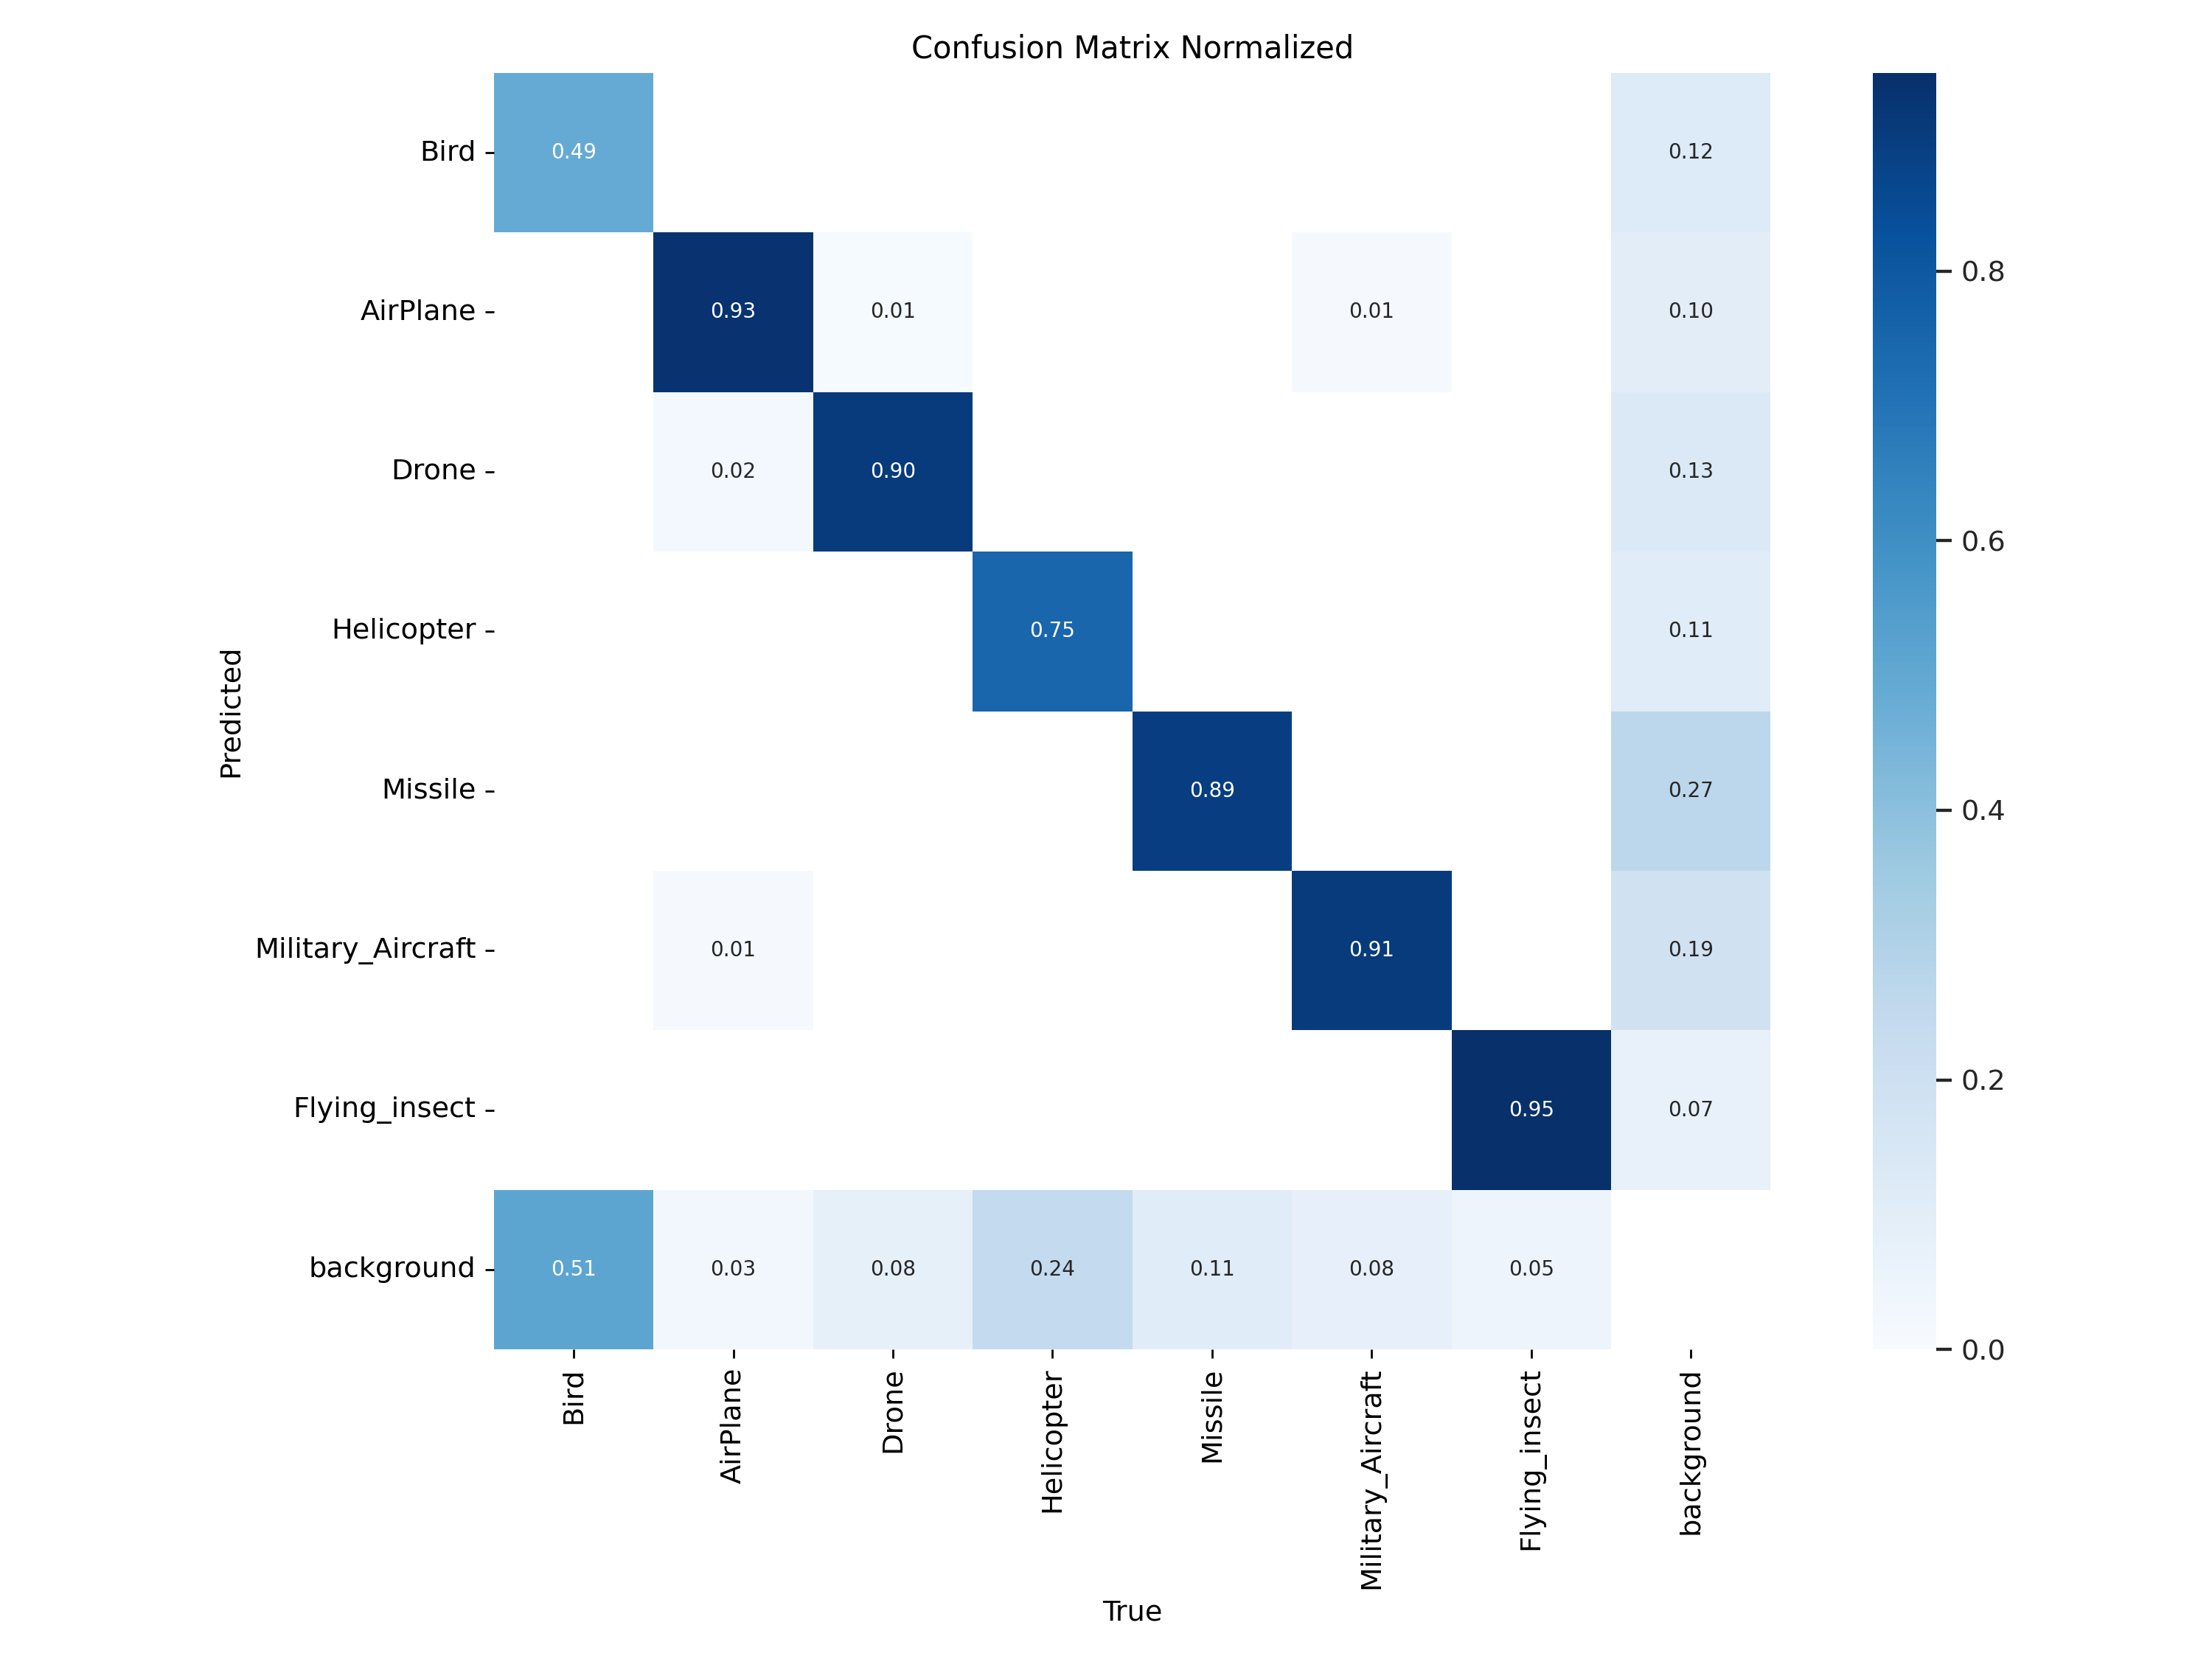 Confusion Matrix Normalized
Bird 0.49 0.12
AirPlane 0.93 0.01 0.01 0.10
Drone 0.02 0.90 0.13
Helicopter 0.75 0.11
Missile 0.89 0.27
Military_Aircraft 0.01 0.91 0.19
Flying_insect 0.95 0.07
background 0.51 0.03 0.08 0.24 0.11 0.08 0.05
Predicted
Bird
AirPlane
Drone
Helicopter
Missile
Military_Aircraft
Flying_insect
background
True
0.8
0.6
0.4
0.2
0.0